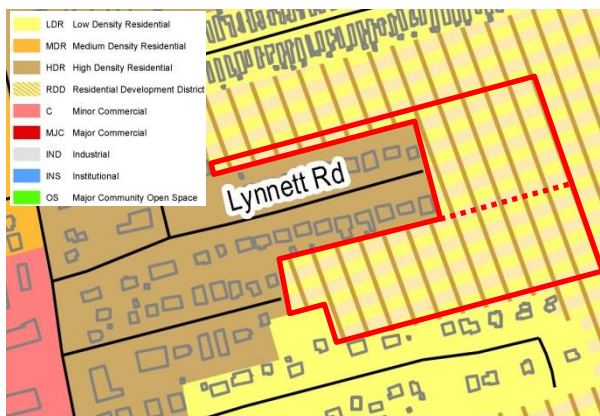 LDR Low Density Residential
MDR Medium Density Residential
HDR High Density Residential
RDD Residential Development District
C Minor Commercial
MJC Major Commercial
IND Industrial
INS Institutional
OS Major Community Open Space
Lynnett Rd